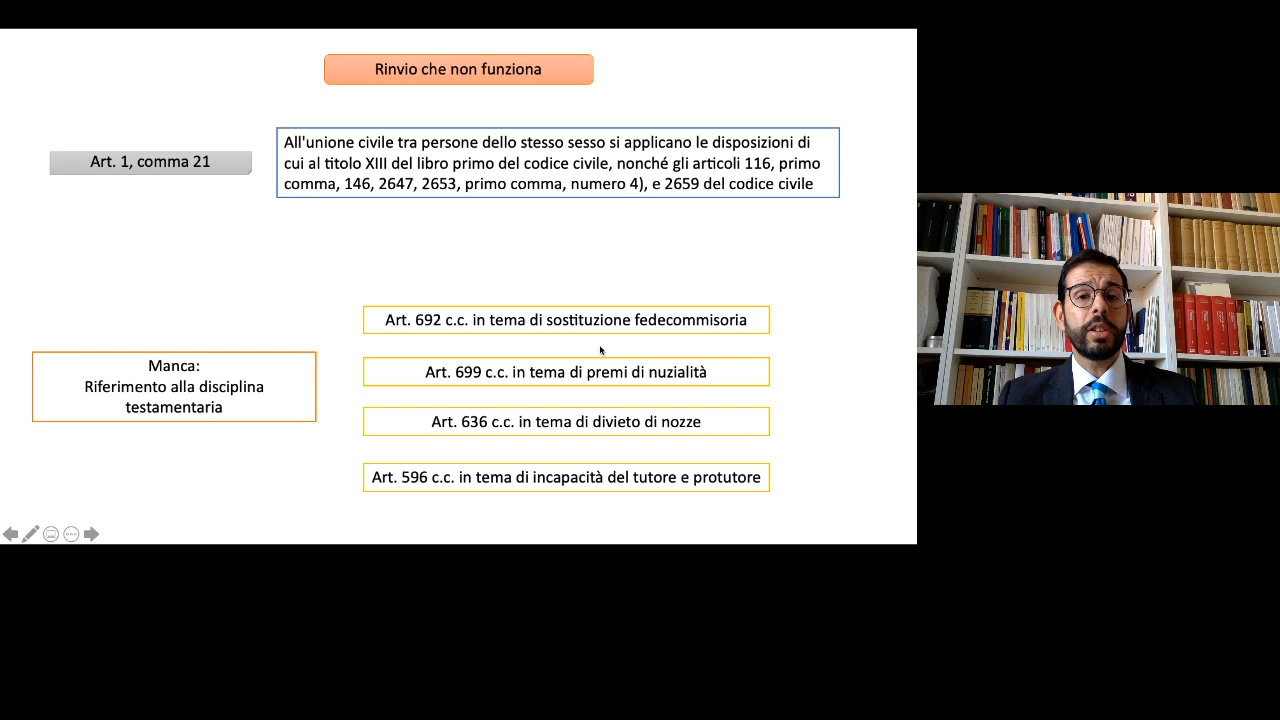 Rinvio che non funziona
Art. 1, comma 21
All'unione civile tra persone dello stesso sesso si applicano le disposizioni di
cui al titolo XIII del libro primo del codice civile, nonché gli articoli 116, primo
comma, 146, 2647, 2653, primo comma, numero 4), e 2659 del codice civile
Manca:
Riferimento alla disciplina
testamentaria
Art. 692 c.c. in tema di sostituzione fedecommisoria
Art. 699 c.c. in tema di premi di nuzialità
Art. 636 c.c. in tema di divieto di nozze
Art. 596 c.c. in tema di incapacità del tutore e protutore